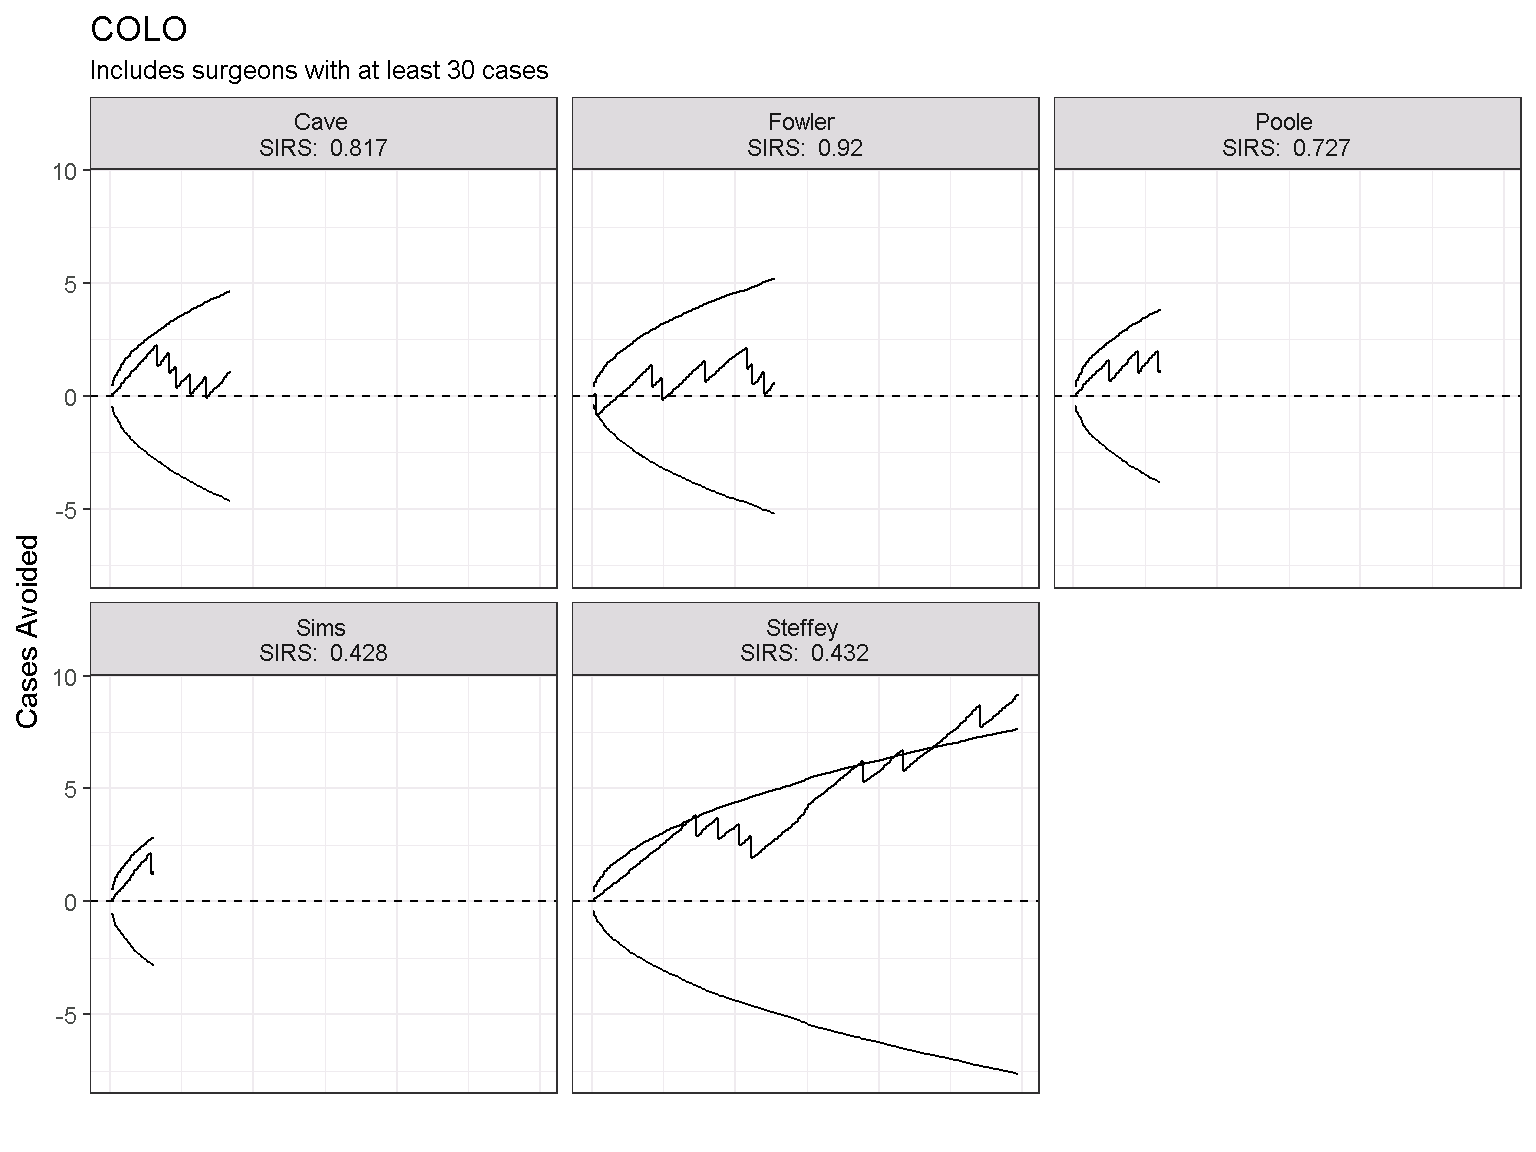 COLO
Includes surgeons with at least 30 cases
Cave
SIRS: 0.817
Fowler
SIRS: 0.92
Poole
SIRS: 0.727
10
5
0
-5
Sims
SIRS: 0.428
Steffey
SIRS: 0.432
10
5
0
-5
Cases Avoided